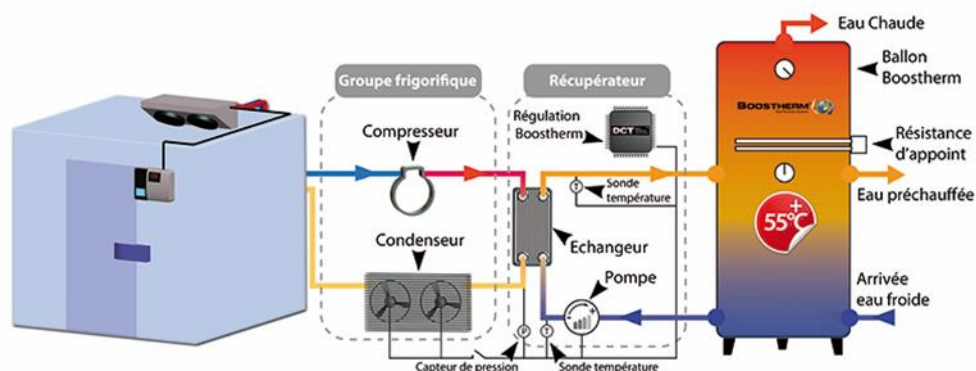 Eau Chaude
Groupe frigorifique
Récupérateur
Ballon
Boostherm
Régulation
Boostherm
DCT
Compresseur
BOOSTHERM
Résistance
d'appoint
Sonde
température
Eau préchauffée
+
55°C
Condenseur
Echangeur
Pompe
Arrivée
eau froide
- +
P
T
T
Capteur de pression
Sonde température